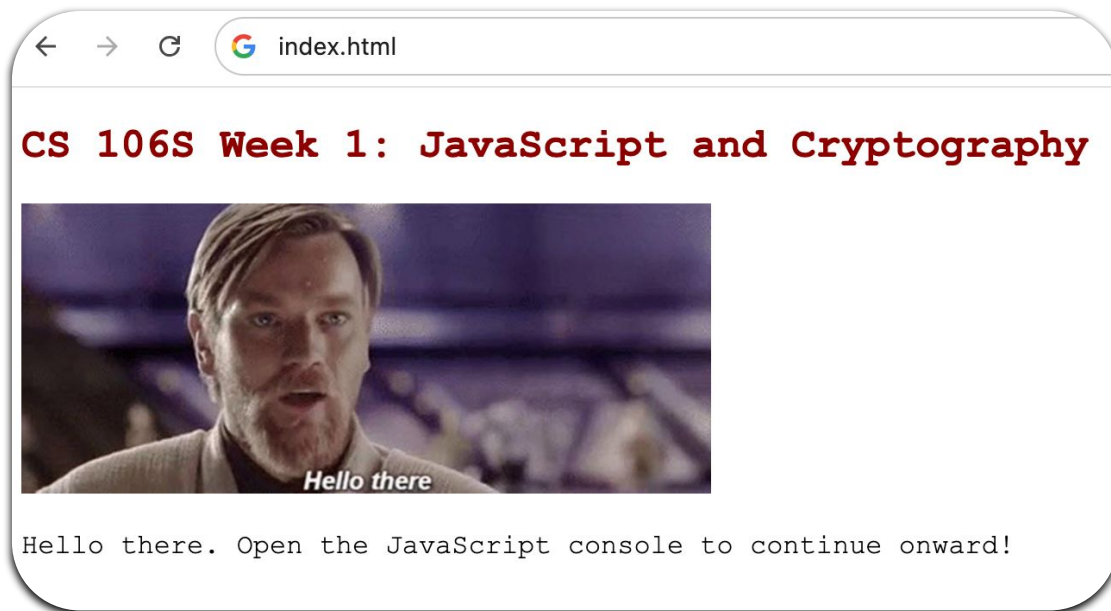 index.html
CS 106S Week 1: JavaScript and Cryptography
Hello there
Hello there. Open the JavaScript console to continue onward!